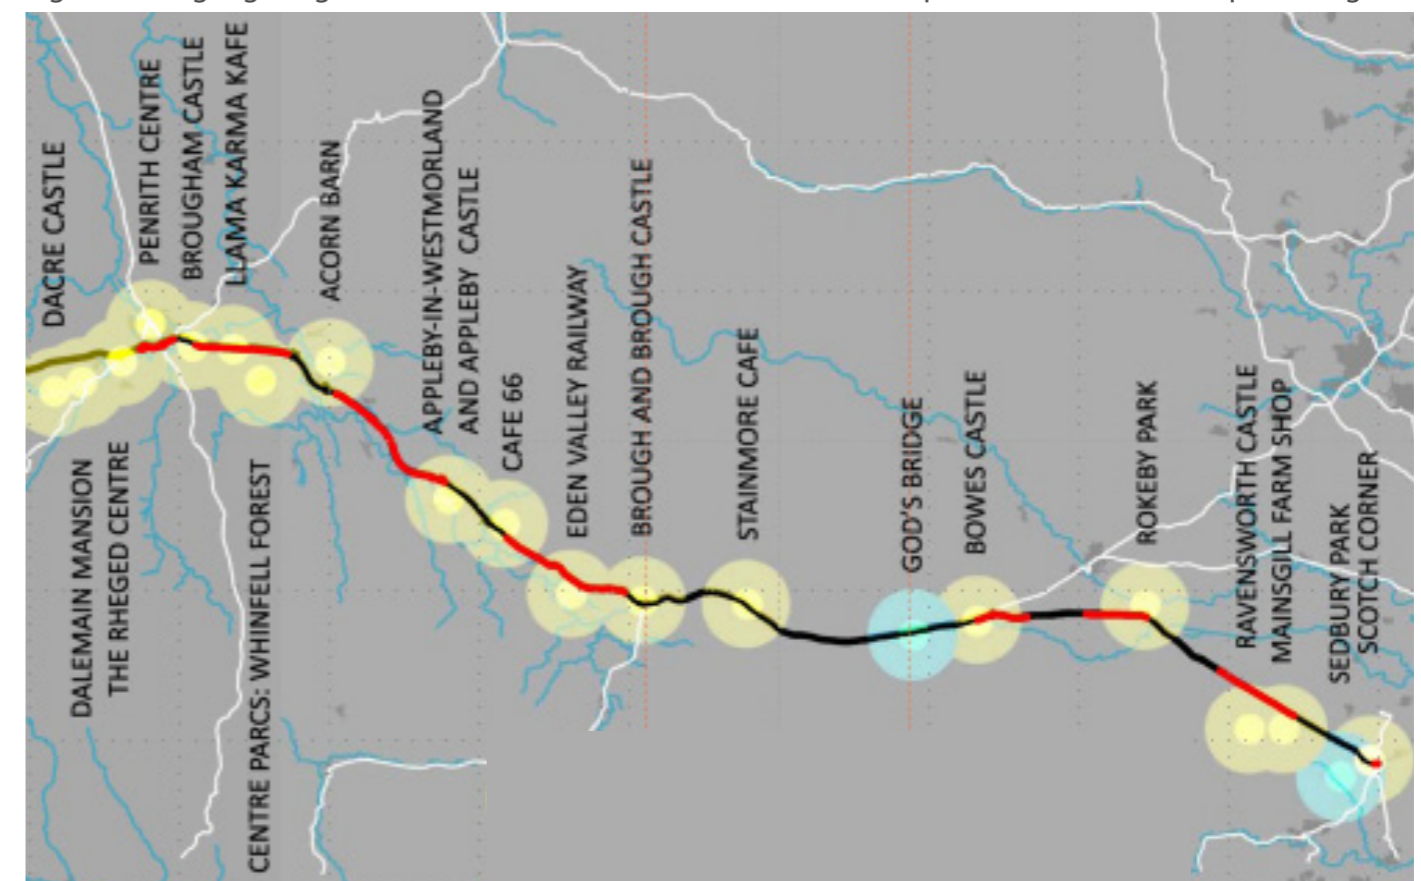 DACRE CASTLE
PENRITH CENTRE
BROUGHAM CASTLE
LLAMA KARMA KAFE
ACORN BARN
APPLEBY-IN-WESTMORLAND
AND APPLEBY CASTLE
CAFE 66
EDEN VALLEY RAILWAY
BROUGH AND BROUGH CASTLE
STAINMORE CAFE
GOD'S BRIDGE
BOWES CASTLE
ROKEBY PARK
RAVENSWORTH CASTLE
MAINSGILL FARM SHOP
SEDBURY PARK
SCOTCH CORNER
DALEMAIN MANSION
THE RHEGED CENTRE
CENTRE PARCS: WHINFELL FOREST